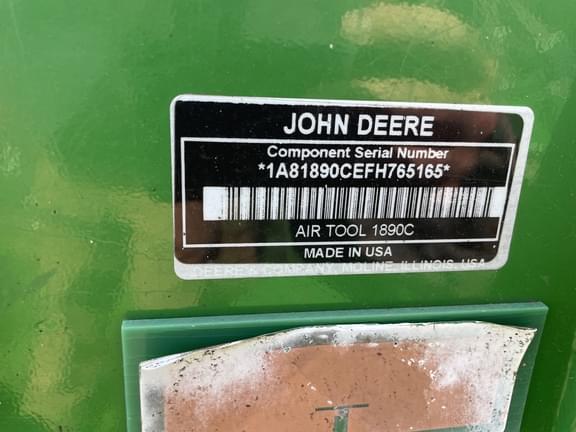 JOHN DEERE
Component Serial Number
*1A81890CEFH765165*
AIR TOOL 1890C
MADE IN USA
DEERE & COMPANY, MOLINE, ILLINOIS, USA